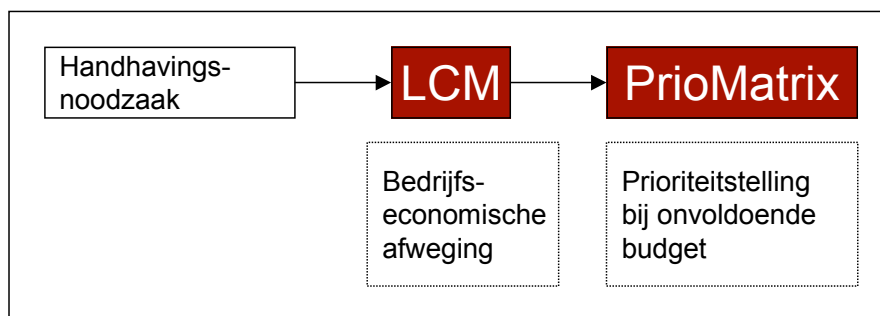 Handhavings-
noodzaak
LCM
PrioMatrix
Bedrijfs-
economische
afweging
Prioriteitstelling
bij onvoldoende
budget